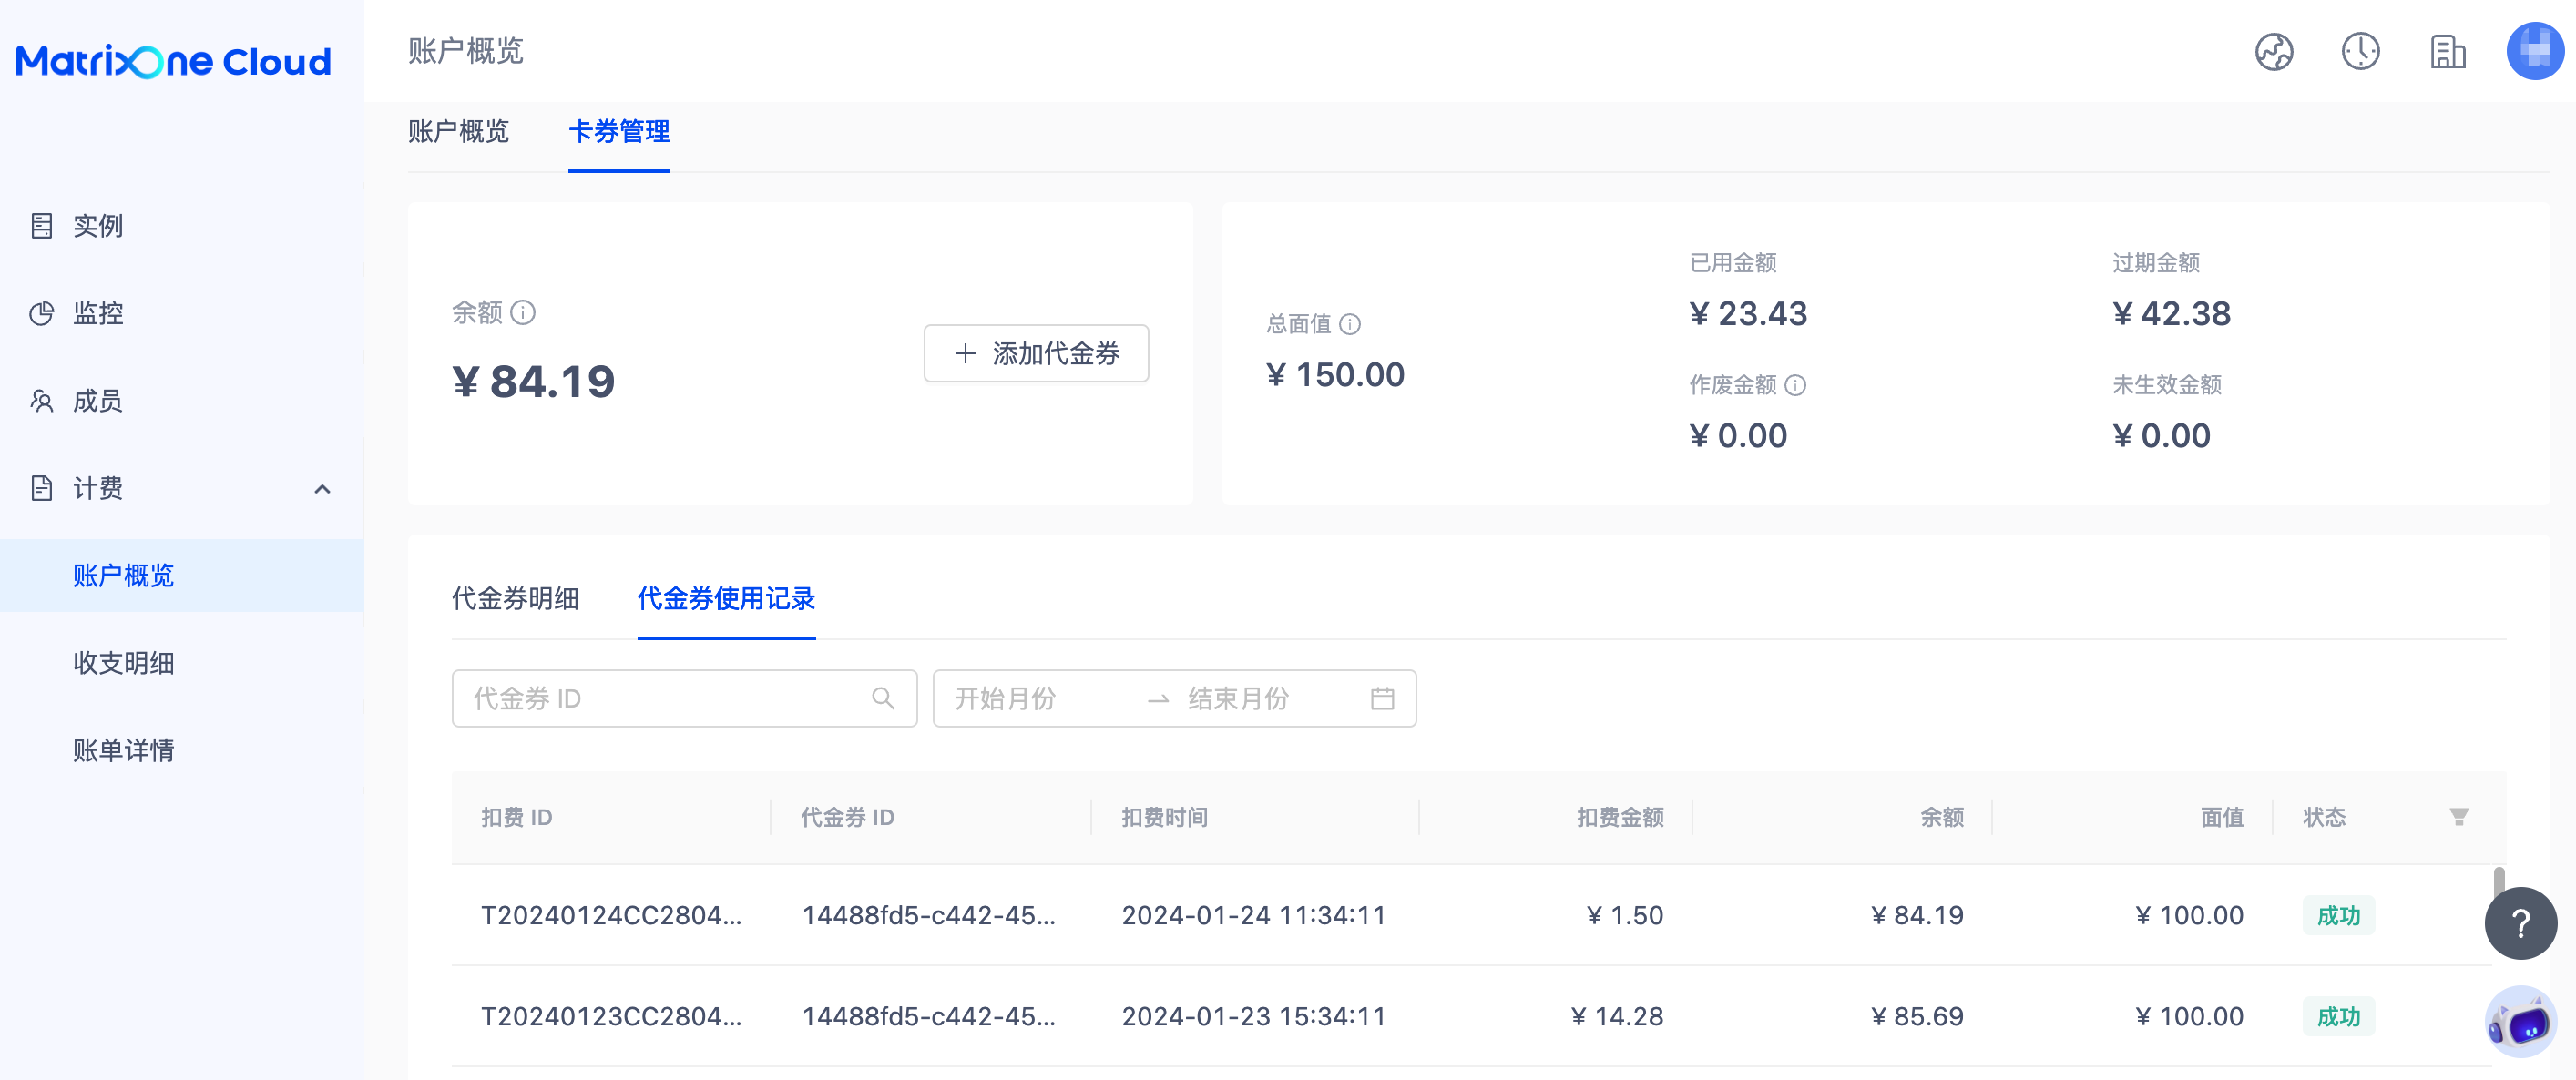 MatrixOne Cloud
账户概览
实例
监控
成员
计费
账户概览
收支明细
账单详情
账户概览 卡券管理
余额
¥ 84.19
+ 添加代金券
总面值
¥ 150.00
已用金额
¥ 23.43
过期金额
¥ 42.38
作废金额
¥ 0.00
未生效金额
¥ 0.00
代金券明细 代金券使用记录
代金券 ID
开始月份 → 结束月份
扣费 ID 代金券 ID 扣费时间 扣费金额 余额 面值 状态
T20240124CC2804... 14488fd5-c442-45... 2024-01-24 11:34:11 ¥ 1.50 ¥ 84.19 ¥ 100.00 成功
?
T20240123CC2804... 14488fd5-c442-45... 2024-01-23 15:34:11 ¥ 14.28 ¥ 85.69 ¥ 100.00 成功